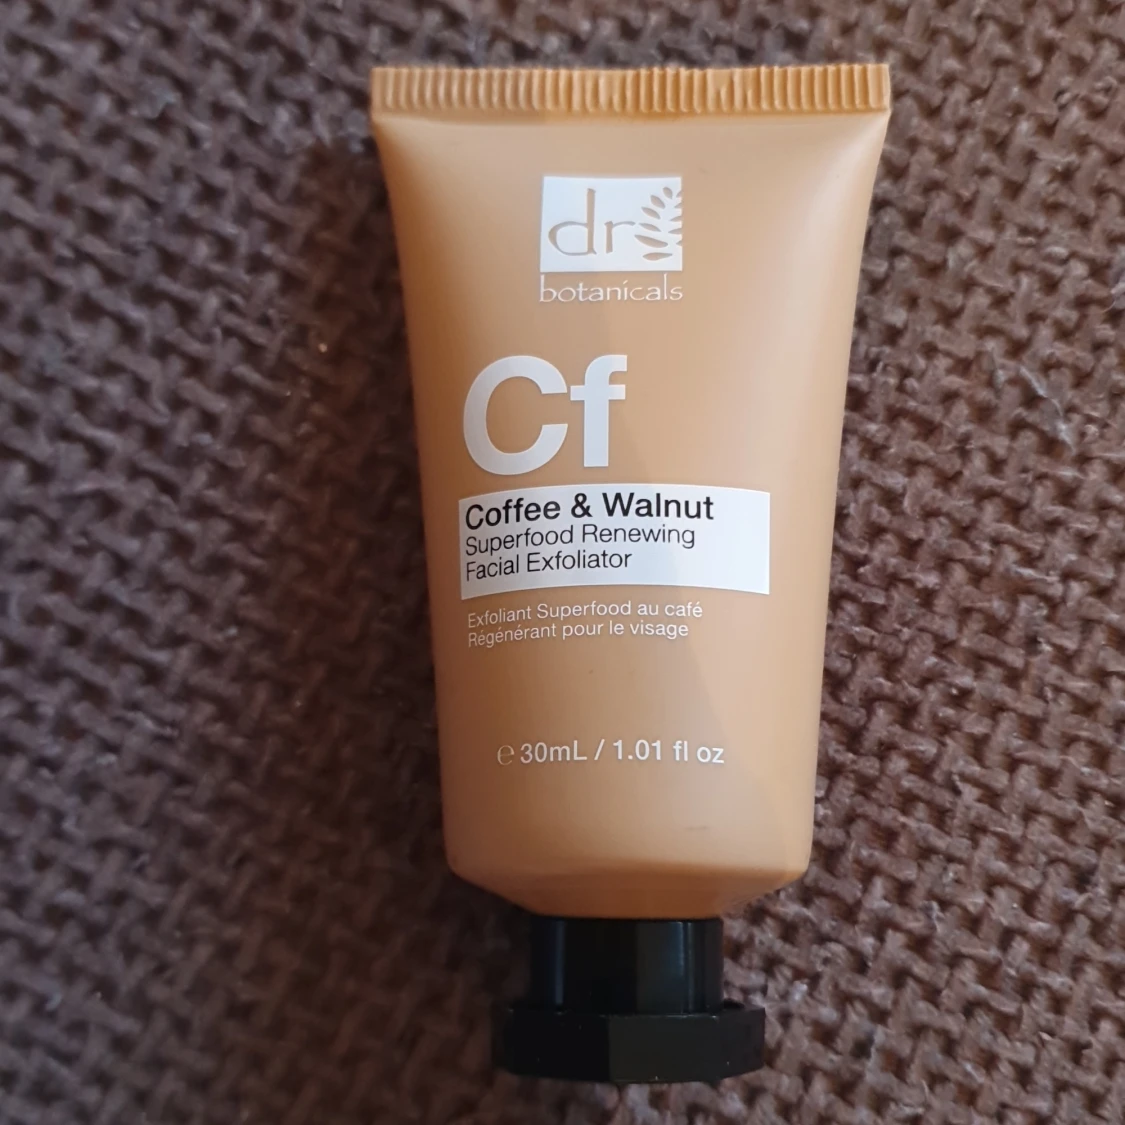 dr
botanicals
Cf
Coffee & Walnut
Superfood Renewing
Facial Exfoliator
Exfoliant Superfood au café
Régénérant pour le visage
℮ 30mL / 1.01 fl oz